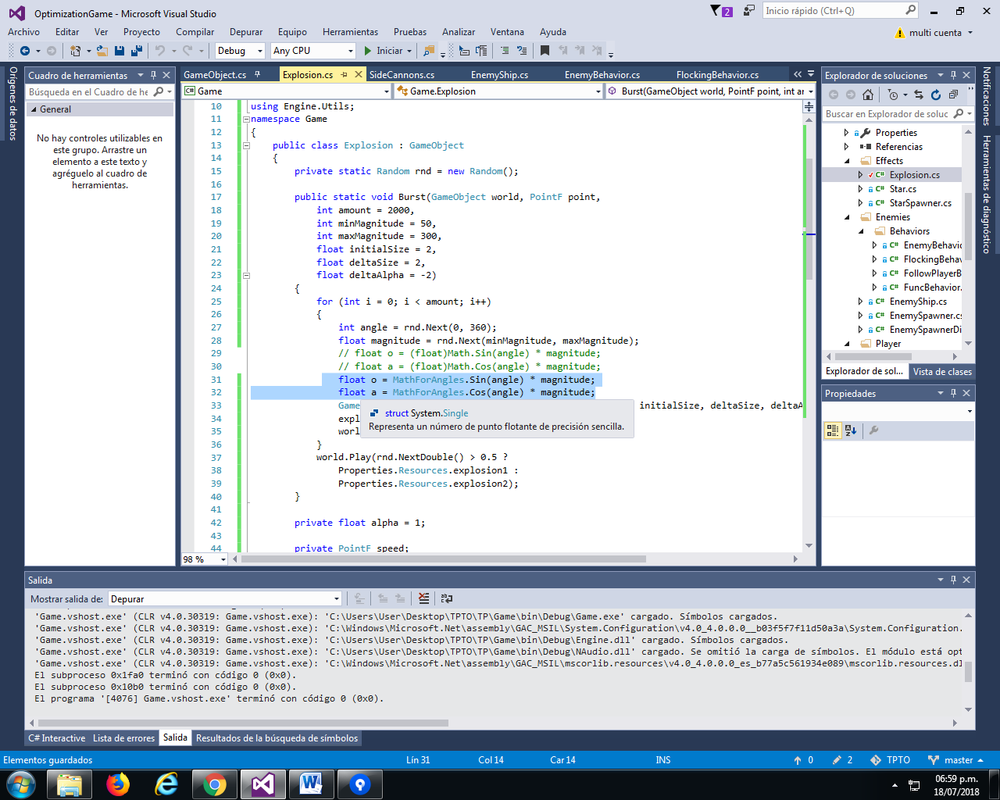 OptimizationGame - Microsoft Visual Studio
2
Inicio rápido (Ctrl+Q)
Archivo Editar Ver Proyecto Compilar Depurar Equipo Herramientas Pruebas Analizar Ventana Ayuda
multi cuenta
Debug Any CPU Iniciar
Orígenes de datos
Cuadro de herramientas
Búsqueda en el Cuadro de he
General
No hay controles utilizables en
este grupo. Arrastre un
elemento a este texto y
agréguelo al cuadro de
herramientas.
GameObject.cs Explosion.cs SideCannons.cs EnemyShip.cs EnemyBehavior.cs FlockingBehavior.cs
Game Game.Explosion Burst(GameObject world, PointF point, int ar
10 using Engine.Utils;
11 namespace Game
12 {
13 public class Explosion : GameObject
14 {
15 private static Random rnd = new Random();
16
17 public static void Burst(GameObject world, PointF point,
18 int amount = 2000,
19 int minMagnitude = 50,
20 int maxMagnitude = 300,
21 float initialSize = 2,
22 float deltaSize = 2,
23 float deltaAlpha = -2)
24 {
25 for (int i = 0; i < amount; i++)
26 {
27 int angle = rnd.Next(0, 360);
28 float magnitude = rnd.Next(minMagnitude, maxMagnitude);
29 // float o = (float)Math.Sin(angle) * magnitude;
30 // float a = (float)Math.Cos(angle) * magnitude;
31 float o = MathForAngles.Sin(angle) * magnitude;
32 float a = MathForAngles.Cos(angle) * magnitude;
33 Game initialSize, deltaSize, deltaA
34 expl
35 worl
36 }
37 world.Play(rnd.NextDouble() > 0.5 ?
38 Properties.Resources.explosion1 :
39 Properties.Resources.explosion2);
40 }
41
42 private float alpha = 1;
43
44 private PointF speed;
struct System.Single
Representa un número de punto flotante de precisión sencilla.
98 %
Explorador de soluciones
Buscar en Explorador de soluc
Properties
Referencias
Effects
Explosion.cs
Star.cs
StarSpawner.cs
Enemies
Behaviors
EnemyBehavio
FlockingBehav
FollowPlayerB
FuncBehavior.
EnemyShip.cs
EnemySpawner.cs
EnemySpawnerDi
Player
Explorador de sol... Vista de clases
Propiedades
Notificaciones
Herramientas de diagnóstico
Salida
Mostrar salida de: Depurar
'Game.vshost.exe' (CLR v4.0.30319: Game.vshost.exe): 'C:\Users\User\Desktop\TPTO\TP\Game\bin\Debug\Game.exe' cargado. Símbolos cargados.
'Game.vshost.exe' (CLR v4.0.30319: Game.vshost.exe): 'C:\Windows\Microsoft.Net\assembly\GAC_MSIL\System.Configuration\v4.0_4.0.0.0__b03f5f7f11d50a3a\System.Configuration.
'Game.vshost.exe' (CLR v4.0.30319: Game.vshost.exe): 'C:\Users\User\Desktop\TPTO\TP\Game\bin\Debug\Engine.dll' cargado. Símbolos cargados.
'Game.vshost.exe' (CLR v4.0.30319: Game.vshost.exe): 'C:\Users\User\Desktop\TPTO\TP\Game\bin\Debug\NAudio.dll' cargado. Se omitió la carga de símbolos. El módulo está opt
'Game.vshost.exe' (CLR v4.0.30319: Game.vshost.exe): 'C:\Windows\Microsoft.Net\assembly\GAC_MSIL\mscorlib.resources\v4.0_4.0.0.0_es_b77a5c561934e089\mscorlib.resources.dl
El subproceso 0x1fa0 terminó con código 0 (0x0).
El subproceso 0x10b0 terminó con código 0 (0x0).
El programa '[4076] Game.vshost.exe' terminó con código 0 (0x0).
C# Interactive Lista de errores Salida Resultados de la búsqueda de símbolos
Elementos guardados Lín 31 Col 14 Car 14 INS 0 2 TPTO master
06:59 p.m.
18/07/2018